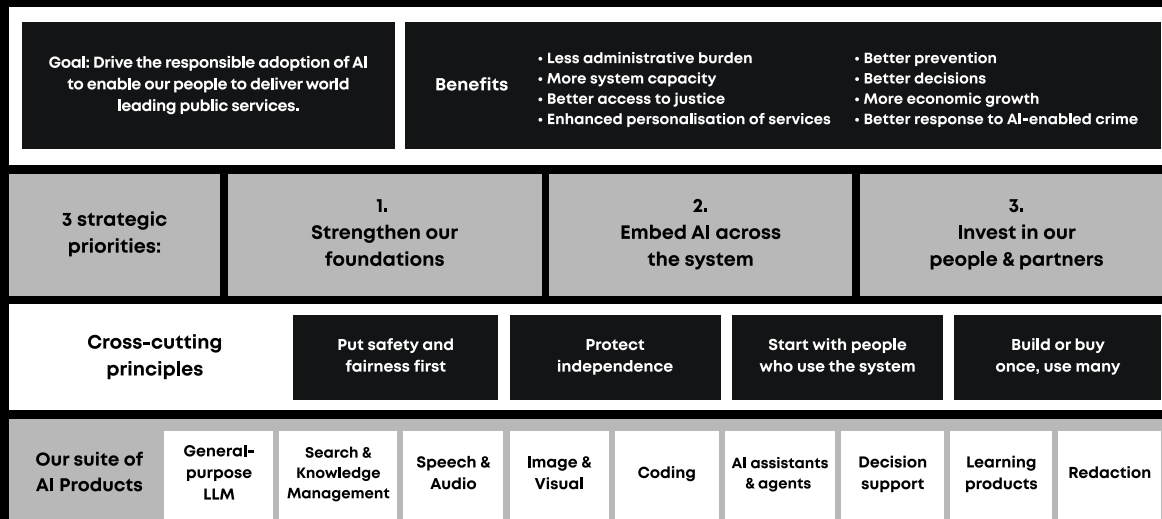 Goal: Drive the responsible adoption of AI
to enable our people to deliver world
leading public services.
Benefits
• Less administrative burden
• More system capacity
• Better access to justice
• Enhanced personalisation of services
• Better prevention
• Better decisions
• More economic growth
• Better response to AI-enabled crime
3 strategic
priorities:
1.
Strengthen our
foundations
2.
Embed AI across
the system
3.
Invest in our
people & partners
Cross-cutting
principles
Put safety and
fairness first
Protect
independence
Start with people
who use the system
Build or buy
once, use many
Our suite of
AI Products
General-
purpose
LLM
Search &
Knowledge
Management
Speech &
Audio
Image &
Visual
Coding
AI assistants
& agents
Decision
support
Learning
products
Redaction